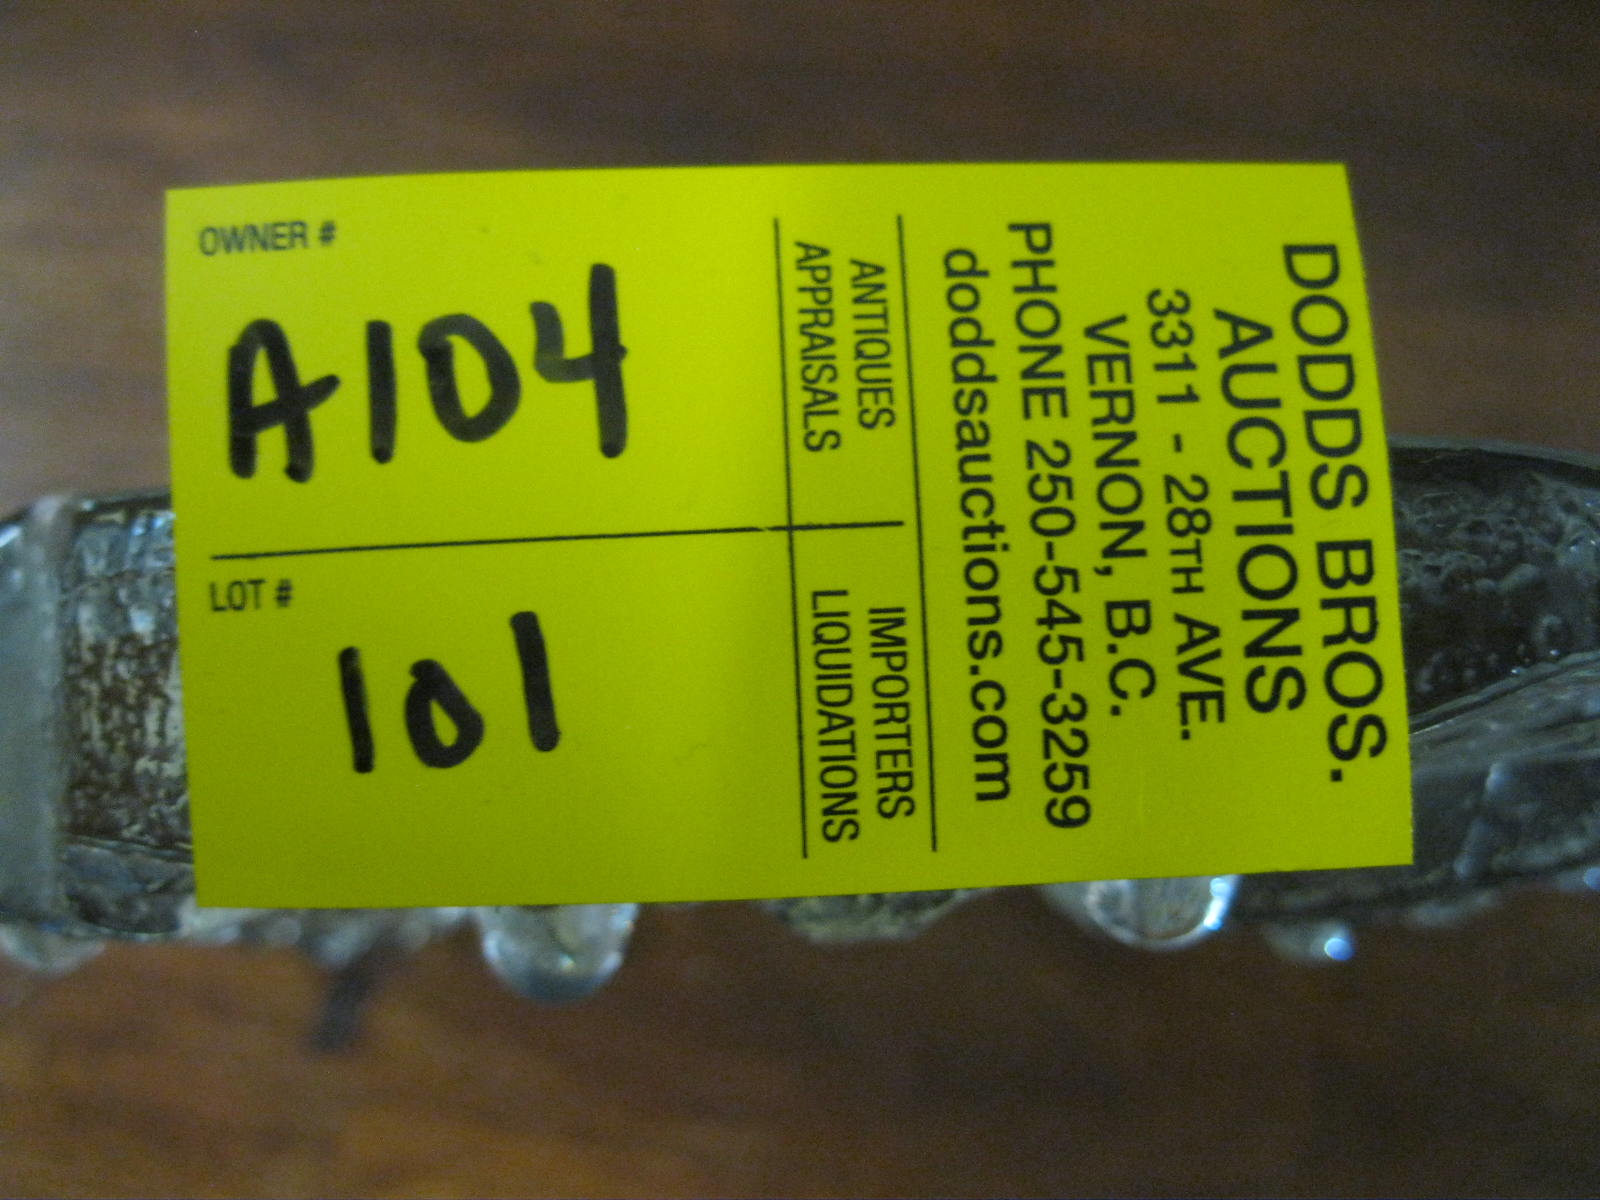 OWNER #
A104
LOT #
101
DODDS BROS.
AUCTIONS
3311 - 28TH AVE.
VERNON, B.C.
PHONE 250-545-3259
doddsauctions.com
ANTIQUES
APPRAISALS
IMPORTERS
LIQUIDATIONS